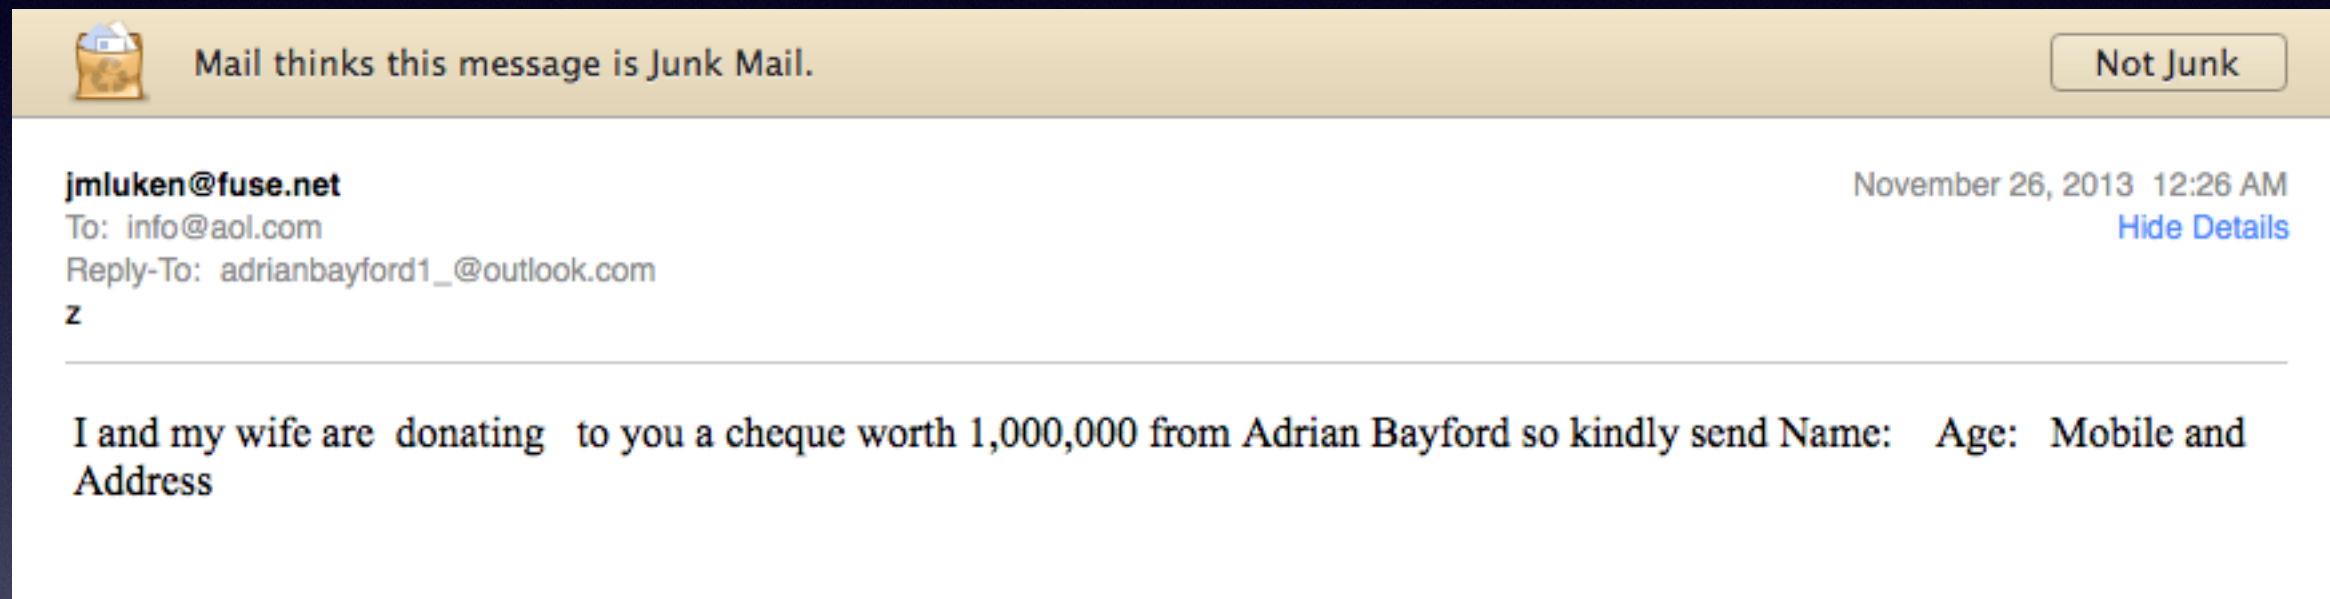 Mail thinks this message is Junk Mail.
Not Junk
jmluken@fuse.net
November 26, 2013 12:26 AM
To: info@aol.com
Hide Details
Reply-To: adrianbayford1_@outlook.com
z
I and my wife are  donating   to you a cheque worth 1,000,000 from Adrian Bayford so kindly send Name:    Age:   Mobile and
Address